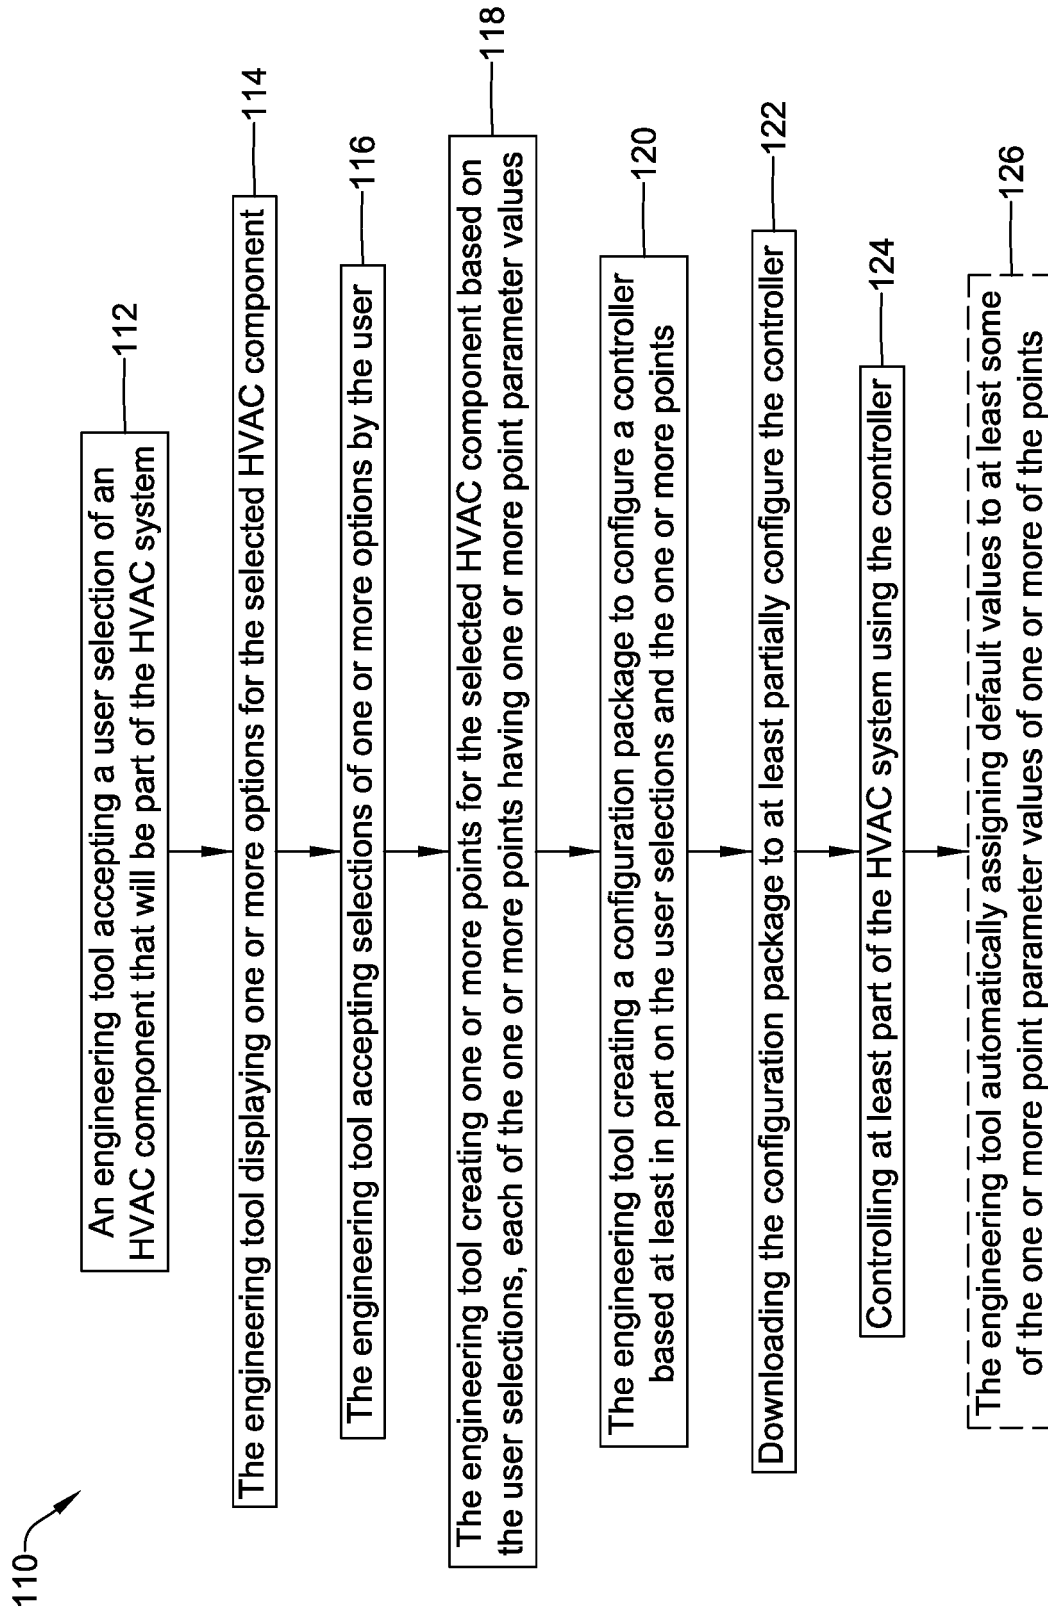 110
An engineering tool accepting a user selection of an
HVAC component that will be part of the HVAC system
112
The engineering tool displaying one or more options for the selected HVAC component
114
The engineering tool accepting selections of one or more options by the user
116
The engineering tool creating one or more points for the selected HVAC component based on
the user selections, each of the one or more points having one or more point parameter values
118
The engineering tool creating a configuration package to configure a controller
based at least in part on the user selections and the one or more points
120
Downloading the configuration package to at least partially configure the controller
122
Controlling at least part of the HVAC system using the controller
124
The engineering tool automatically assigning default values to at least some
of the one or more point parameter values of one or more of the points
126